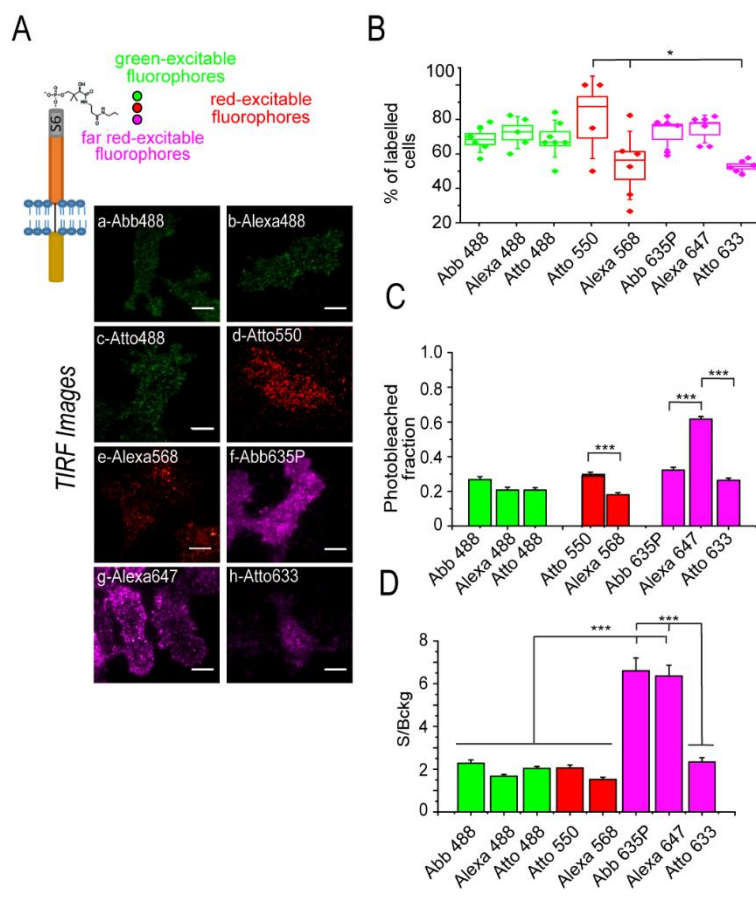 A
green-excitable
fluorophores
red-excitable
fluorophores
far red-excitable
fluorophores
S6
TIRF Images
a-Abb488
b-Alexa488
c-Atto488
d-Atto550
e-Alexa568
f-Abb635P
g-Alexa647
h-Atto633
B
*
% of labelled
cells
100
80
60
40
20
Abb 488
Alexa 488
Atto 488
Atto 550
Alexa 568
Abb 635P
Alexa 647
Atto 633
C
Photobleached
fraction
1.0
0.8
0.6
0.4
0.2
0
***
***
***
Abb 488
Alexa 488
Atto 488
Atto 550
Alexa 568
Abb 635P
Alexa 647
Atto 633
D
S/Bckg
8
6
4
2
0
***
***
Abb 488
Alexa 488
Atto 488
Atto 550
Alexa 568
Abb 635P
Alexa 647
Atto 633